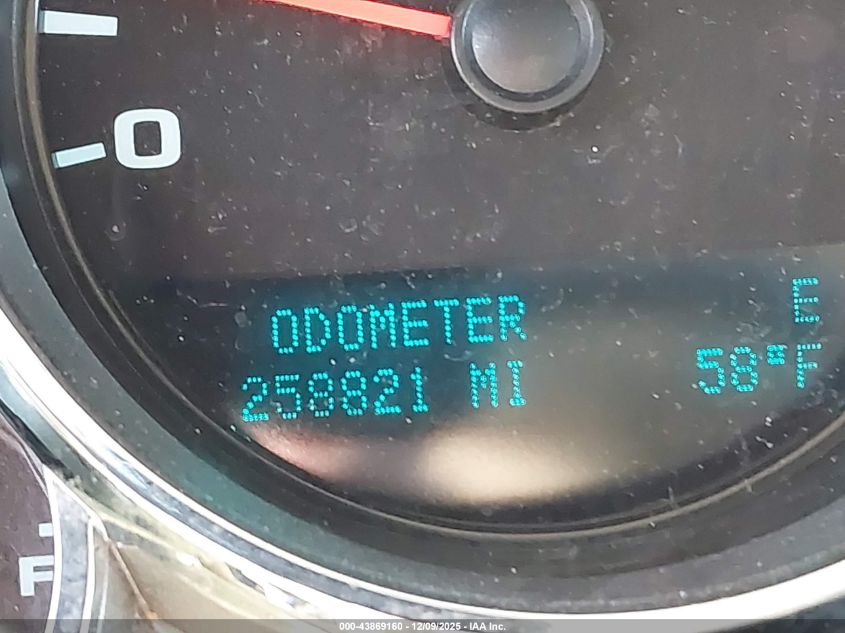 0
ODOMETER E
258821 MI 58°F
F
000-43869160 - 12/09/2025 - IAA Inc.